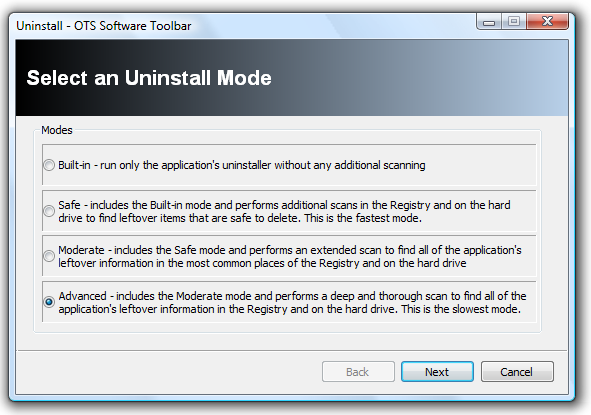 Uninstall - OTS Software Toolbar
Select an Uninstall Mode
Modes
Built-in - run only the application's uninstaller without any additional scanning
Safe - includes the Built-in mode and performs additional scans in the Registry and on the hard
drive to find leftover items that are safe to delete. This is the fastest mode.
Moderate - includes the Safe mode and performs an extended scan to find all of the application's
leftover information in the most common places of the Registry and on the hard drive
Advanced - includes the Moderate mode and performs a deep and thorough scan to find all of the
application's leftover information in the Registry and on the hard drive. This is the slowest mode.
Back Next Cancel